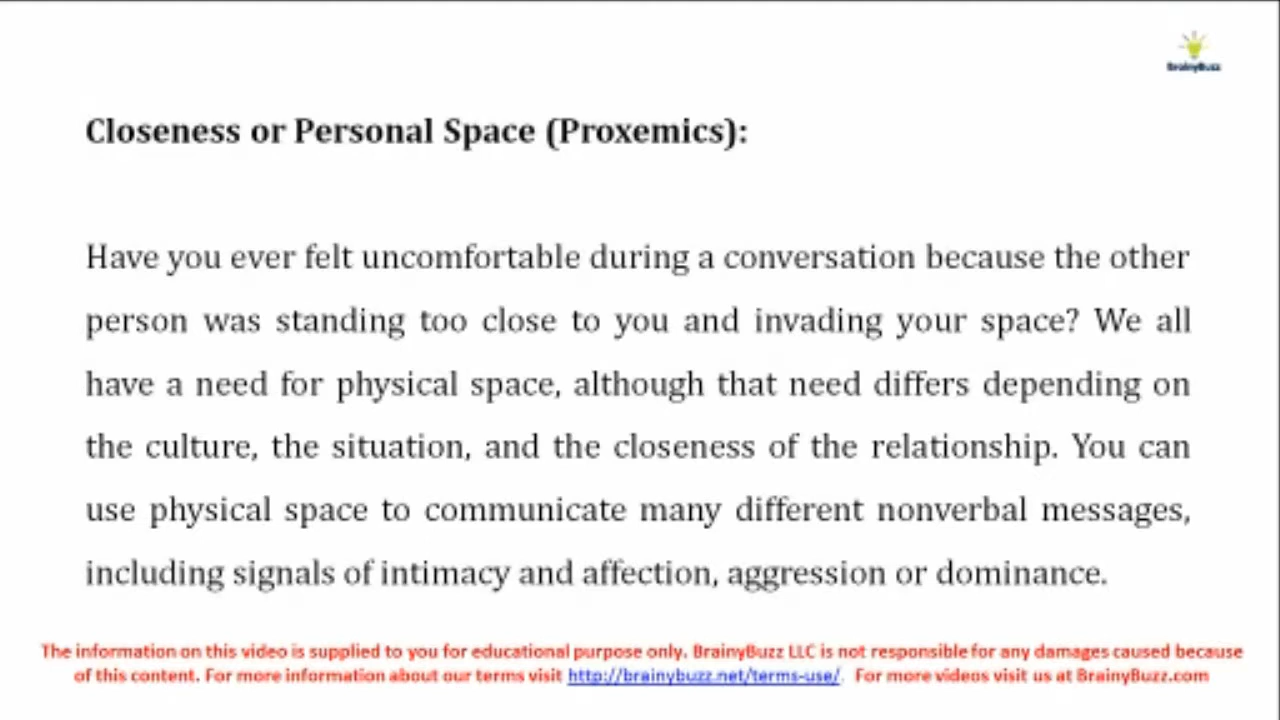 BrainyBuzz
Closeness or Personal Space (Proxemics):
Have you ever felt uncomfortable during a conversation because the other
person was standing too close to you and invading your space? We all
have a need for physical space, although that need differs depending on
the culture, the situation, and the closeness of the relationship. You can
use physical space to communicate many different nonverbal messages,
including signals of intimacy and affection, aggression or dominance.
The information on this video is supplied to you for educational purpose only. BrainyBuzz LLC is not responsible for any damages caused because
of this content. For more information about our terms visit http://brainybuzz.net/terms-use/. For more videos visit us at BrainyBuzz.com